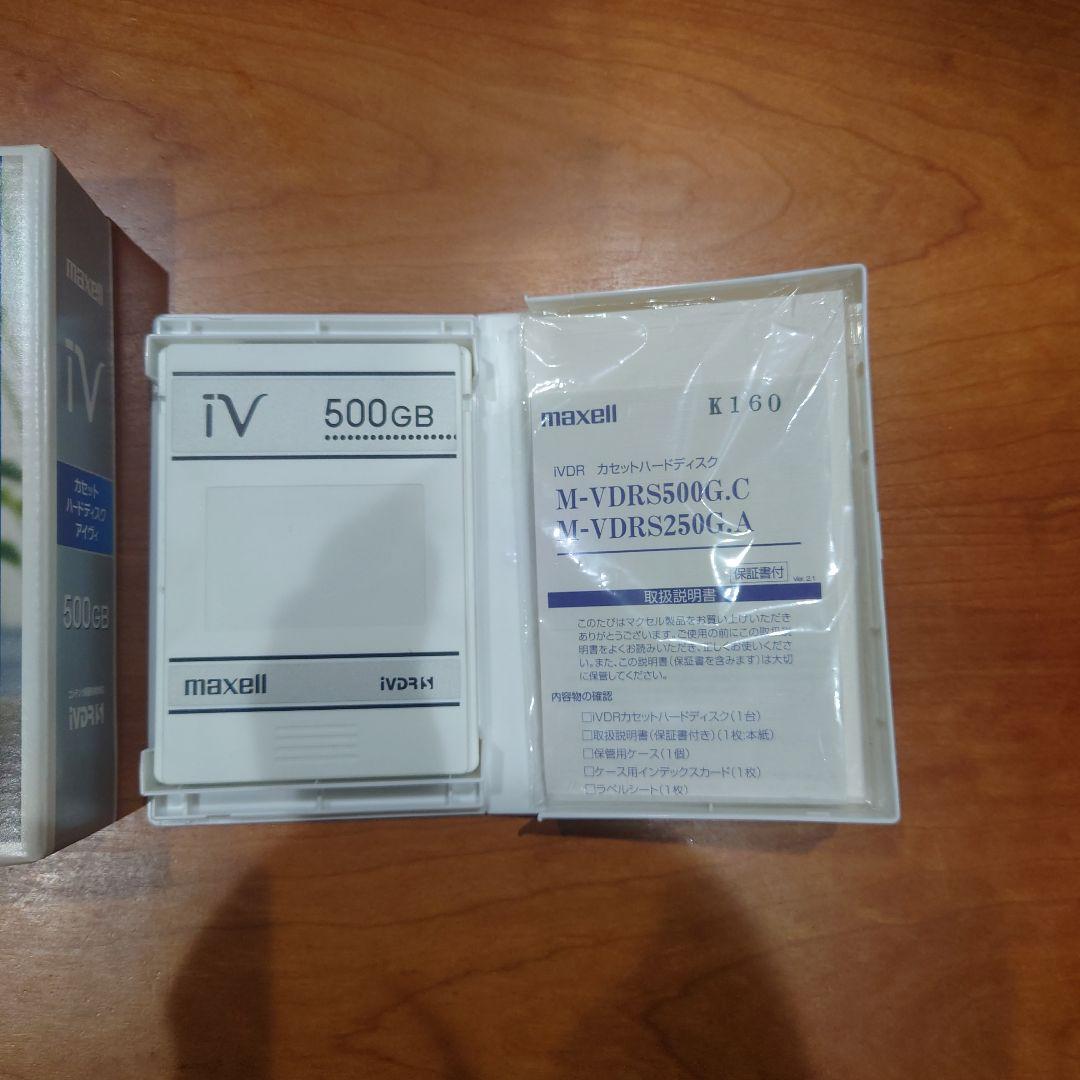 maxell
iV
カセット
ハードディスク
アイヴィ
500GB
iVDR-S
iV 500GB
maxell iVDR-S
maxell K160
iVDR カセットハードディスク
M-VDRS500G.C
M-VDRS250G.A
保証書付 Ver. 2.1
取扱説明書
このたびはマクセル製品をお買い上げいただき
ありがとうございます。ご使用の前にこの取扱説
明書をよくお読みいただき、正しくお使いくださ
い。また、この説明書(保証書を含みます)は大切
に保管してください。
内容物の確認
□iVDRカセットハードディスク(1台)
□取扱説明書(保証書付き)(1枚:本紙)
□保管用ケース(1個)
□ケース用インデックスカード(1枚)
□ラベルシート(1枚)